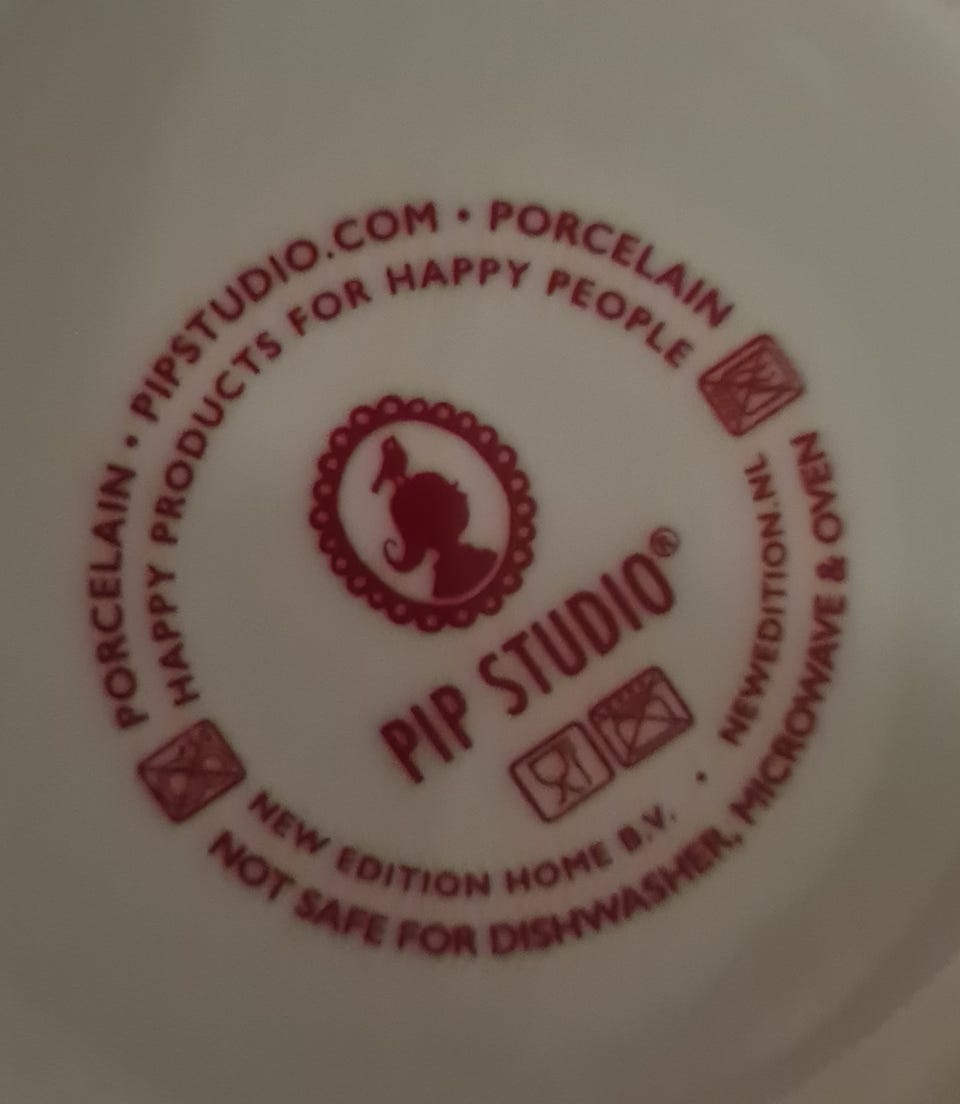 PORCELAIN • PIPSTUDIO.COM • PORCELAIN
HAPPY PRODUCTS FOR HAPPY PEOPLE
PIP STUDIO®
NEW EDITION HOME B.V. • NEWEDITION.NL
NOT SAFE FOR DISHWASHER, MICROWAVE & OVEN